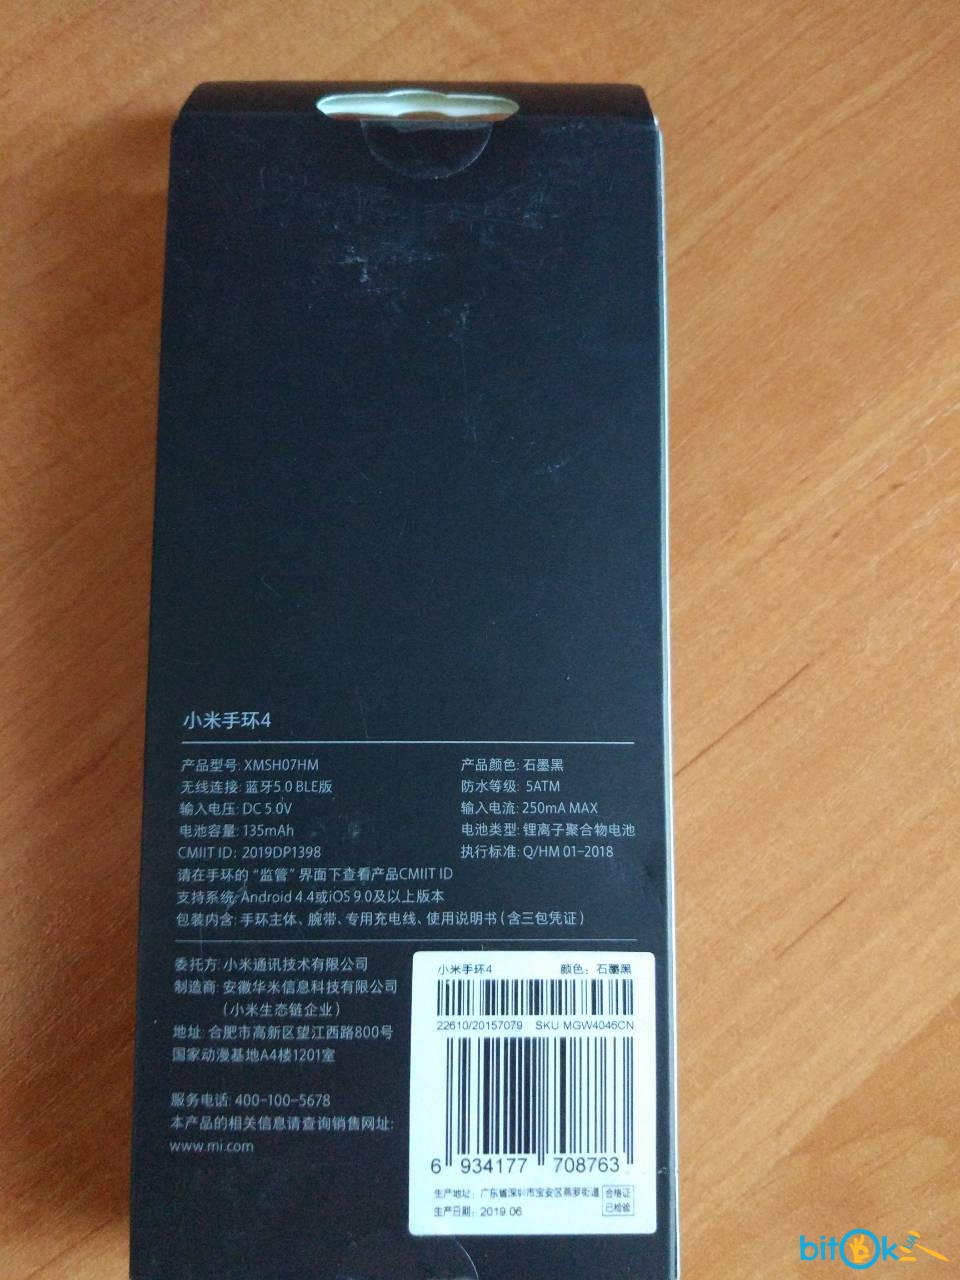 小米手环4
产品型号: XMSH07HM
产品颜色: 石墨黑
无线连接: 蓝牙5.0 BLE版
防水等级: 5ATM
输入电压: DC 5.0V
输入电流: 250mA MAX
电池容量: 135mAh
电池类型: 锂离子聚合物电池
CMIIT ID: 2019DP1398
执行标准: Q/HM 01-2018
请在手环的“监管”界面下查看产品CMIIT ID
支持系统: Android 4.4或iOS 9.0及以上版本
包装内含: 手环主体、腕带、专用充电线、使用说明书(含三包凭证)
委托方: 小米通讯技术有限公司
制造商: 安徽华米信息科技有限公司
(小米生态链企业)
地址: 合肥市高新区望江西路800号
国家动漫基地A4楼1201室
服务电话: 400-100-5678
本产品的相关信息请查询销售网址:
www.mi.com
小米手环4 颜色: 石墨黑
22610/20157079 SKU MGW4046CN
6 934177 708763
生产地址: 广东省深圳市宝安区燕罗街道
生产日期: 2019.06
合格证
已检验
bitOk